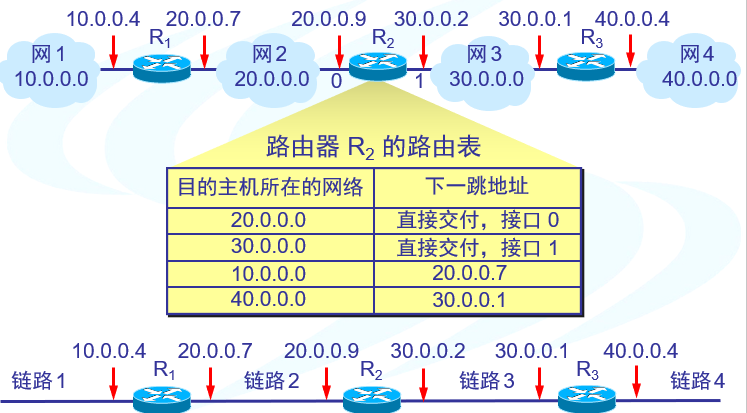 10.0.0.4 20.0.0.7 20.0.0.9 30.0.0.2 30.0.0.1 40.0.0.4
网 1 R1 网 2 R2 网 3 R3 网 4
10.0.0.0 20.0.0.0 0 1 30.0.0.0 40.0.0.0
路由器 R2 的路由表
目的主机所在的网络 下一跳地址
20.0.0.0 直接交付，接口 0
30.0.0.0 直接交付，接口 1
10.0.0.0 20.0.0.7
40.0.0.0 30.0.0.1
10.0.0.4 20.0.0.7 20.0.0.9 30.0.0.2 30.0.0.1 40.0.0.4
链路 1 R1 链路 2 R2 链路 3 R3 链路 4